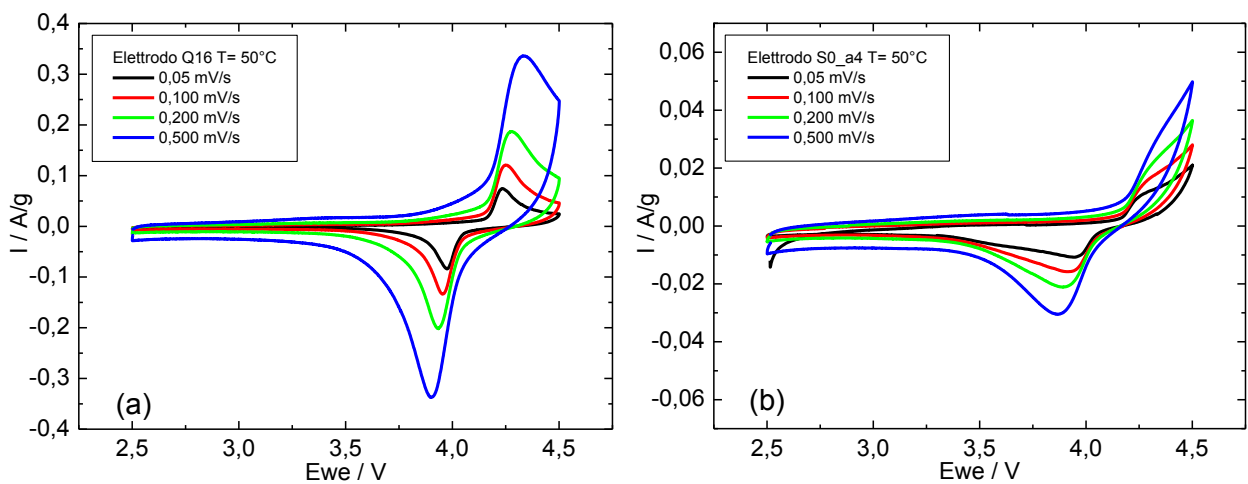 (a)
0,4
0,3
0,2
0,1
0,0
-0,1
-0,2
-0,3
-0,4
I / A/g
Elettrodo Q16 T= 50°C
0,05 mV/s
0,100 mV/s
0,200 mV/s
0,500 mV/s
(a)
2,5
3,0
3,5
4,0
4,5
Ewe / V
0,06
0,04
0,02
0,00
-0,02
-0,04
-0,06
I / A/g
Elettrodo S0_a4 T= 50°C
0,05 mV/s
0,100 mV/s
0,200 mV/s
0,500 mV/s
(b)
2,5
3,0
3,5
4,0
4,5
Ewe / V